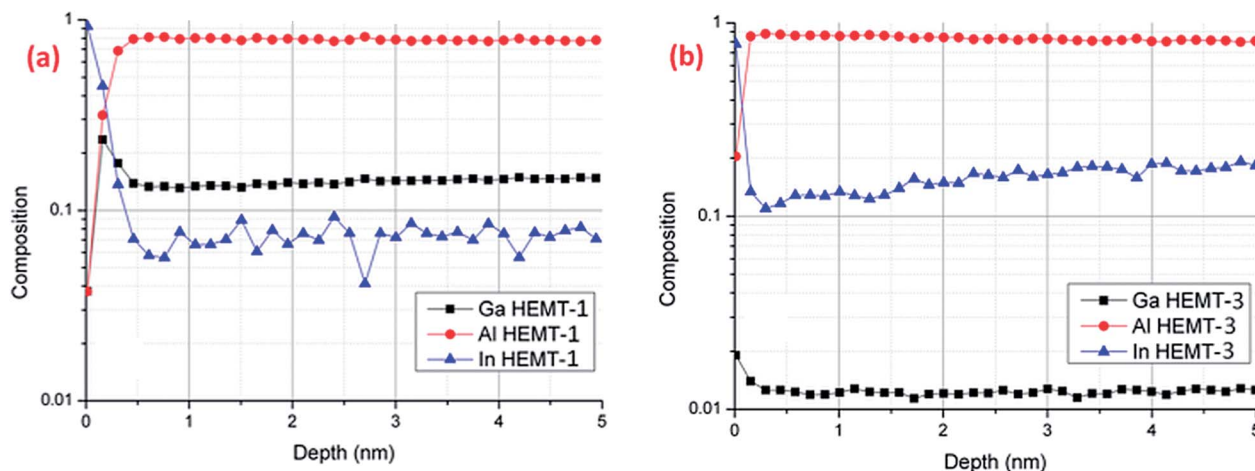 (a)
1
0.1
0.01
Composition
Ga HEMT-1
Al HEMT-1
In HEMT-1
0 1 2 3 4 5
Depth (nm)
(b)
1
0.1
0.01
Composition
Ga HEMT-3
Al HEMT-3
In HEMT-3
0 1 2 3 4 5
Depth (nm)